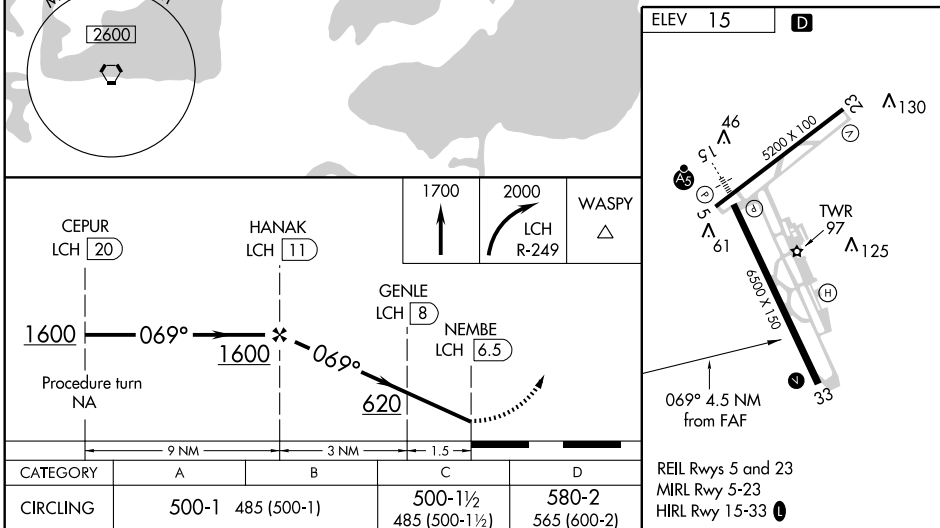 2600
1700
2000
LCH
R-249
WASPY
CEPUR
LCH 20
HANAK
LCH 11
GENLE
LCH 8
NEMBE
LCH 6.5
1600
069°
1600
069°
620
Procedure turn
NA
9 NM
3 NM
1.5
CATEGORY A B C D
CIRCLING 500-1 485 (500-1) 500-1½ 485 (500-1½) 580-2 565 (600-2)
ELEV 15 D
23
130
46
15
5200 X 100
V
A5
P
5
P
61
TWR
97
125
H
6500 X 150
V
33
069° 4.5 NM
from FAF
REIL Rwys 5 and 23
MIRL Rwy 5-23
HIRL Rwy 15-33 L